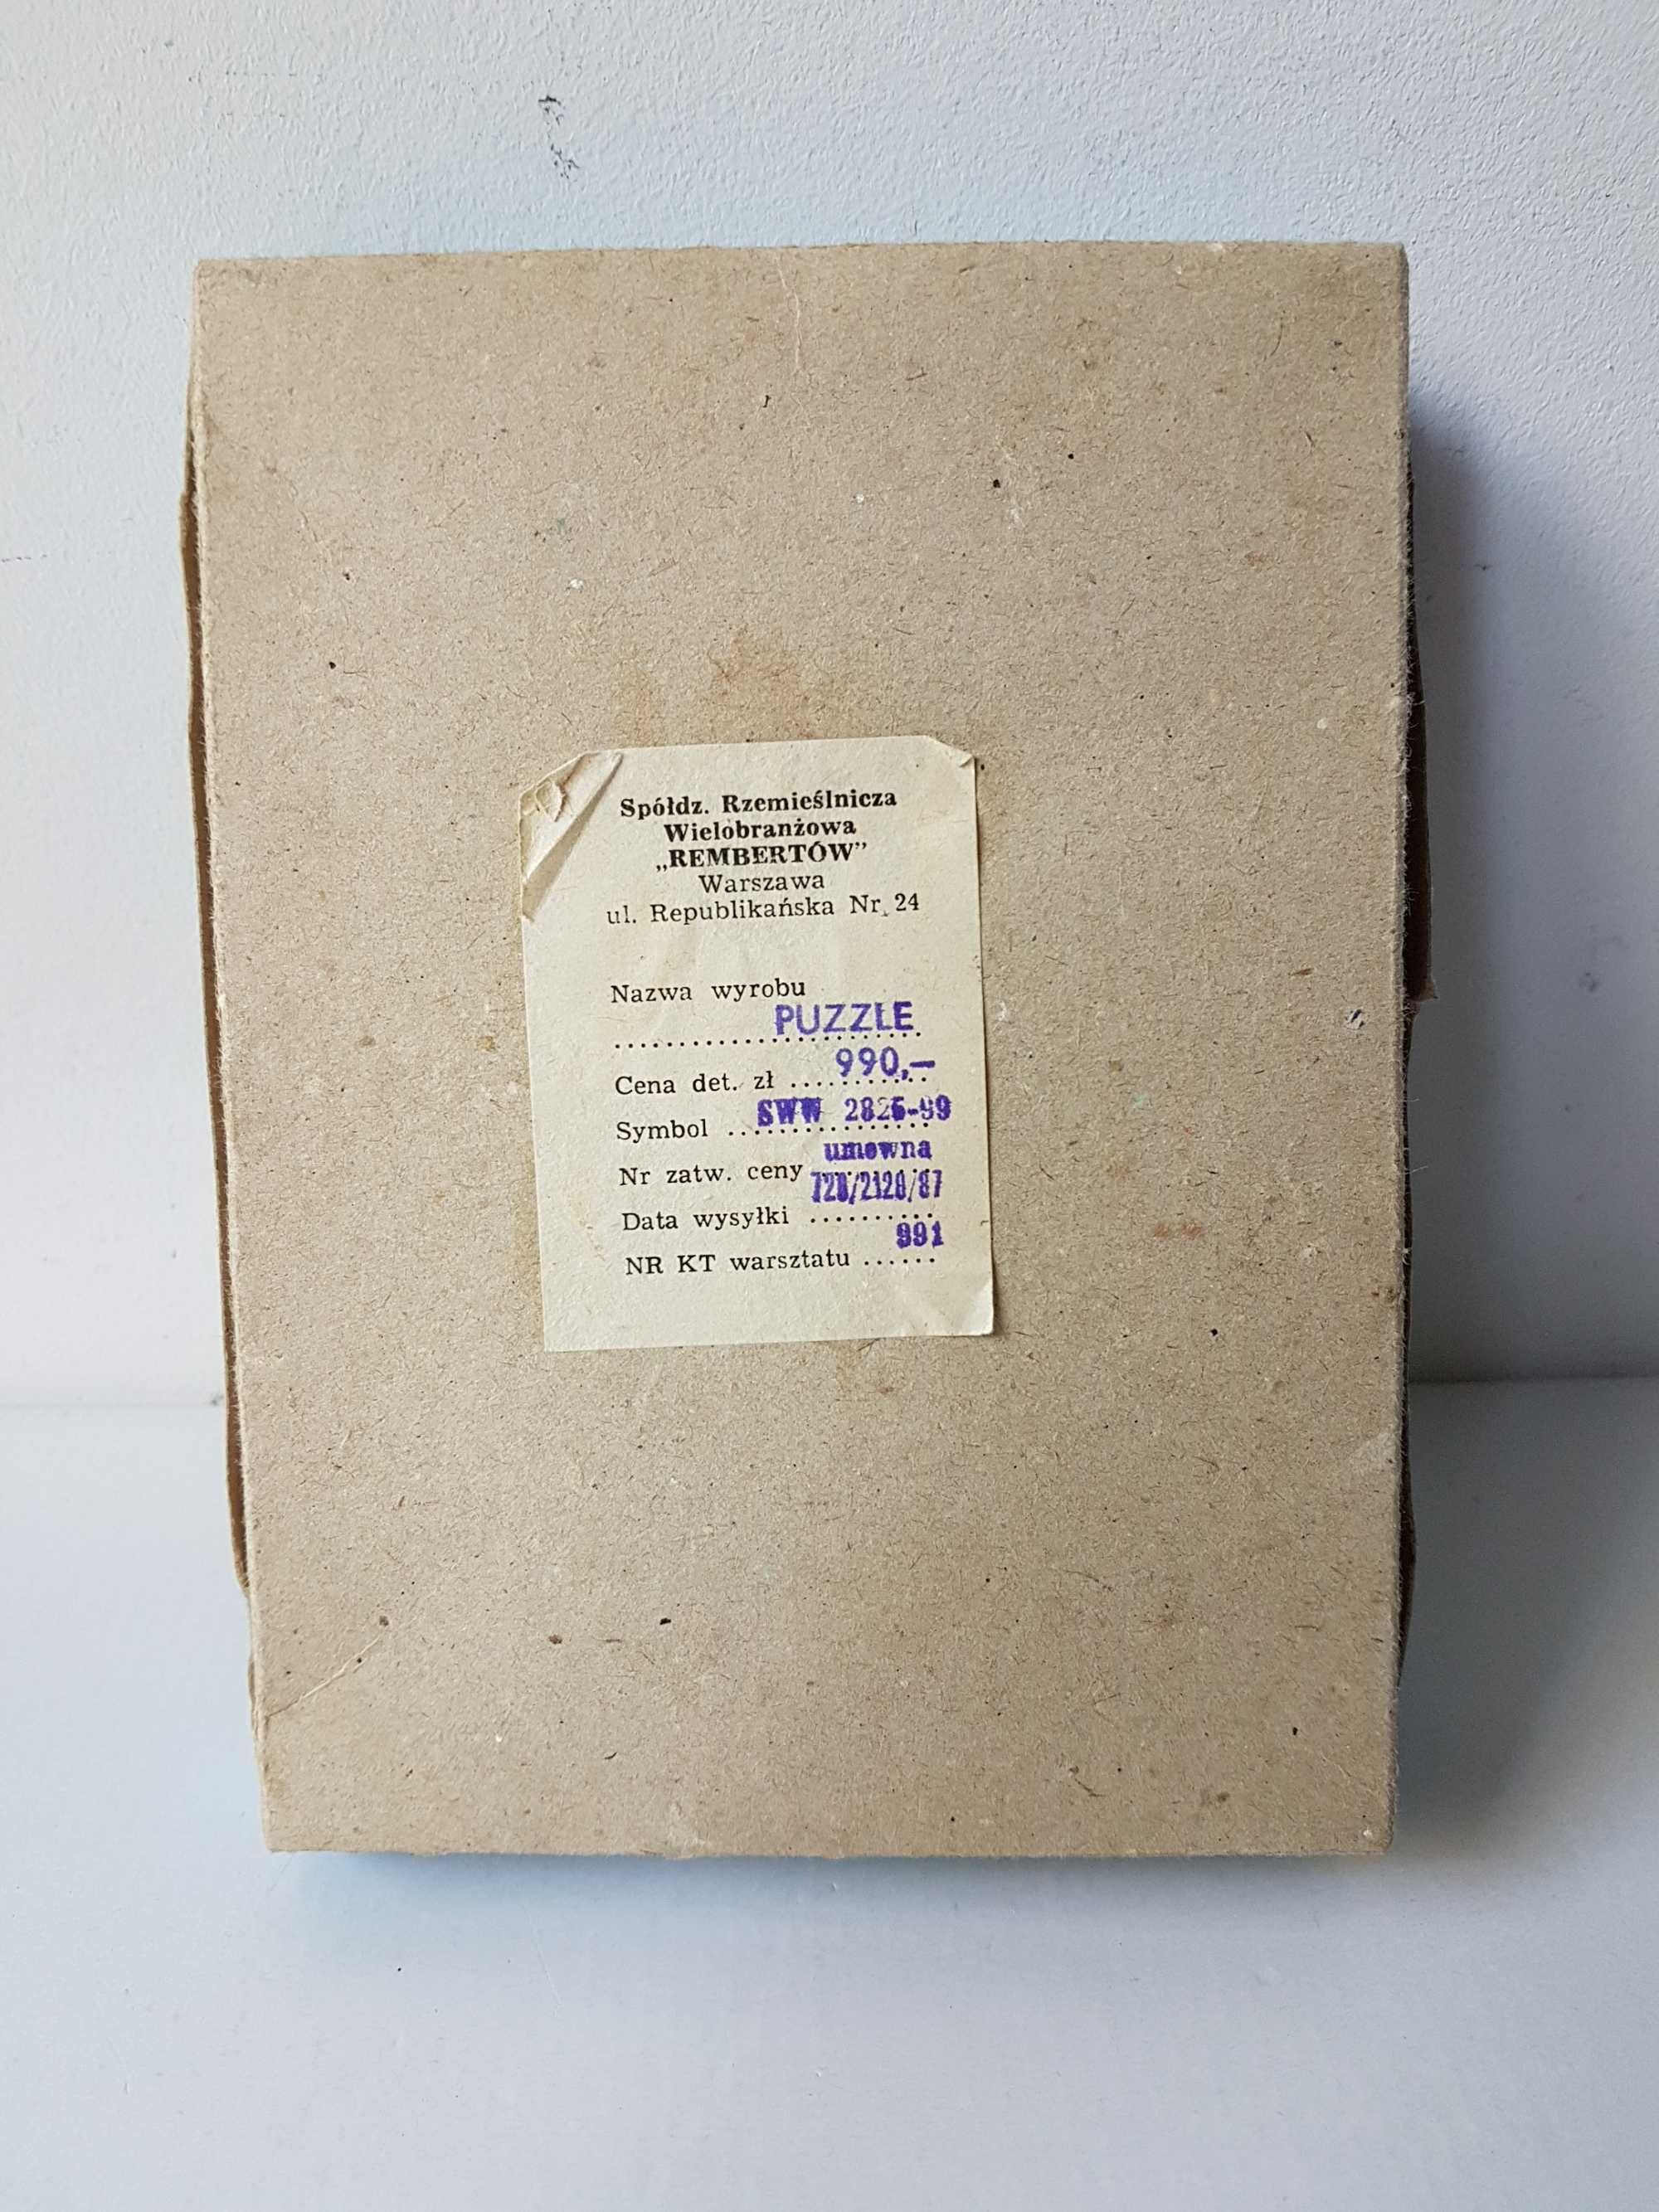 Spółdz. Rzemieślnicza
Wielobranżowa
„REMBERTÓW”
Warszawa
ul. Republikańska Nr. 24
Nazwa wyrobu
PUZZLE
Cena det. zł 990,—
Symbol SWW 2826-99
umowna
Nr zatw. ceny
Data wysyłki
NR KT warsztatu 991